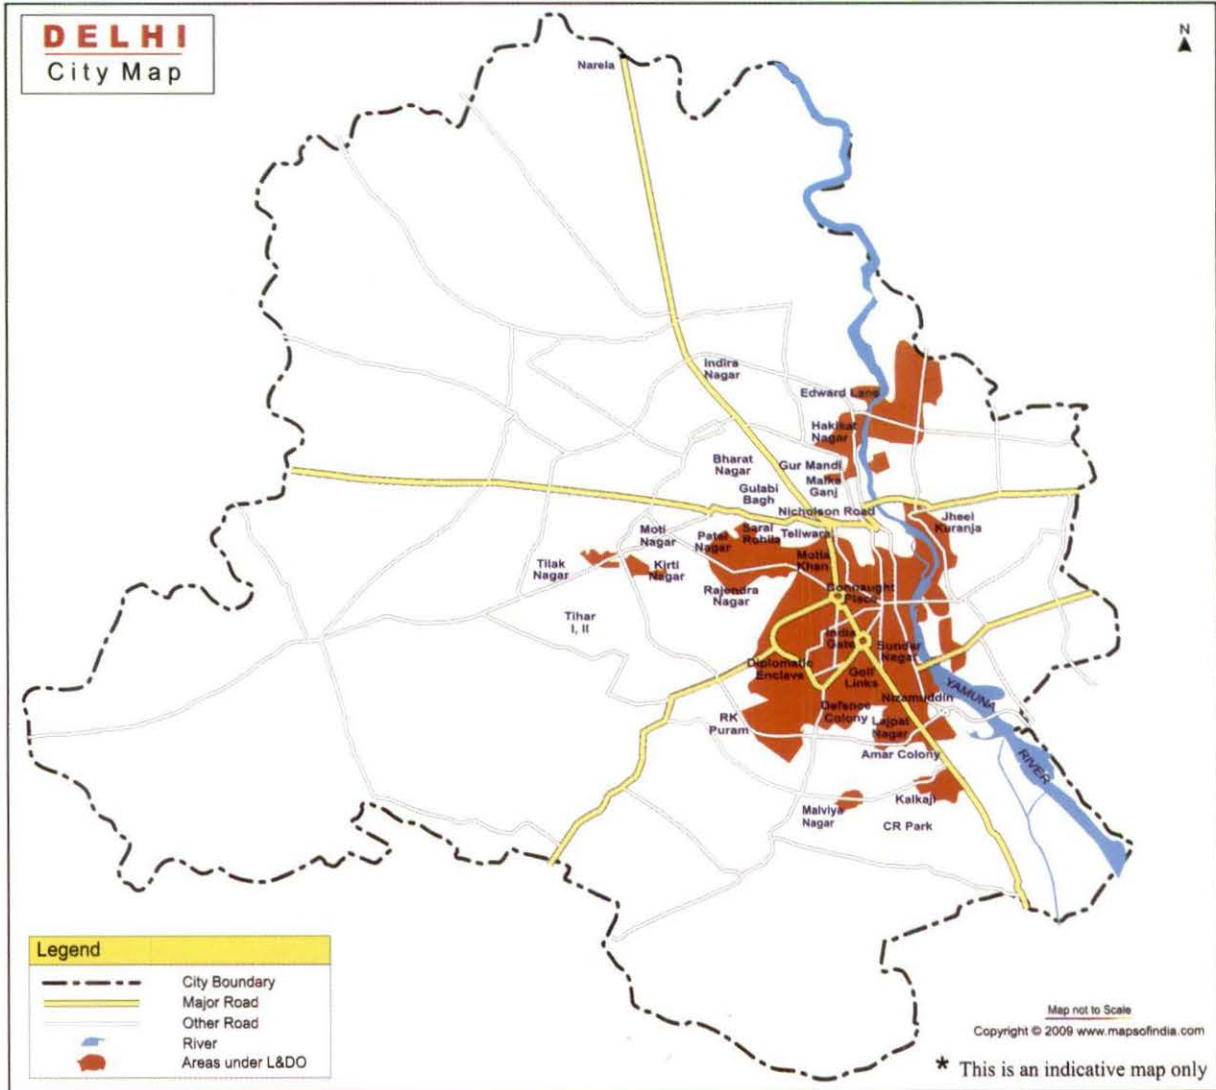 DELHI
City Map
N
Narela
Indira
Nagar
Edward Lane
Hakikat
Nagar
Bharat
Nagar
Gur Mandi
Malka
Ganj
Gulabi
Bagh
Nicholson Road
Jheel
Kuranja
Moti
Nagar
Patel
Nagar
Sarai
Rohilla
Teliwara
Motia
Khan
Tilak
Nagar
Kirti
Nagar
Rajendra
Nagar
Connaught
Place
Tihar
I, II
India
Gate
Sundar
Nagar
Diplomatic
Enclave
Golf
Links
Nizamuddin
YAMUNA
RIVER
RK
Puram
Defence
Colony
Lajpat
Nagar
Amar Colony
Malviya
Nagar
Kalkaji
CR Park
Legend
City Boundary
Major Road
Other Road
River
Areas under L&DO
Map not to Scale
Copyright © 2009 www.mapsofindia.com
* This is an indicative map only